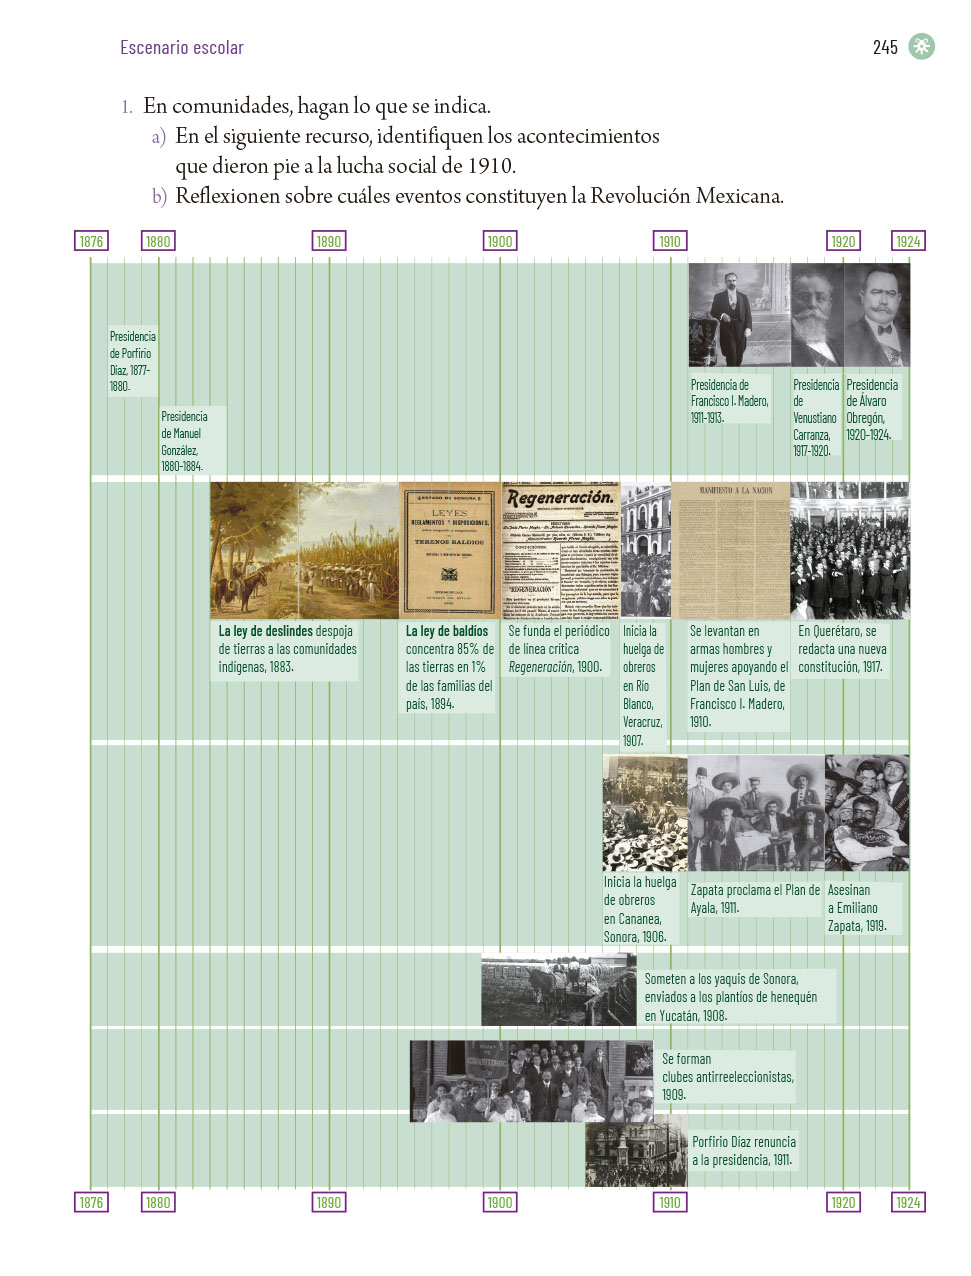 Escenario escolar
245
1. En comunidades, hagan lo que se indica.
a) En el siguiente recurso, identifiquen los acontecimientos
que dieron pie a la lucha social de 1910.
b) Reflexionen sobre cuáles eventos constituyen la Revolución Mexicana.
1876 1880 1890 1900 1910 1920 1924
Presidencia
de Porfirio
Díaz, 1877-
1880.
Presidencia
de Manuel
González,
1880-1884.
Presidencia de
Francisco I. Madero,
1911-1913.
Presidencia
de
Venustiano
Carranza,
1917-1920.
Presidencia
de Álvaro
Obregón,
1920-1924.
LEYES
REGLAMENTOS Y DISPOSICIONES,
TERRENOS BALDIOS
Regeneración.
CONDICIONES
"REGENERACION"
MANIFIESTO A LA NACION
La ley de deslindes despoja
de tierras a las comunidades
indígenas, 1883.
La ley de baldíos
concentra 85% de
las tierras en 1%
de las familias del
país, 1894.
Se funda el periódico
de línea crítica
Regeneración, 1900.
Inicia la
huelga de
obreros
en Río
Blanco,
Veracruz,
1907.
Se levantan en
armas hombres y
mujeres apoyando el
Plan de San Luis, de
Francisco I. Madero,
1910.
En Querétaro, se
redacta una nueva
constitución, 1917.
Inicia la huelga
de obreros
en Cananea,
Sonora, 1906.
Zapata proclama el Plan de
Ayala, 1911.
Asesinan
a Emiliano
Zapata, 1919.
Someten a los yaquis de Sonora,
enviados a los plantíos de henequén
en Yucatán, 1908.
Se forman
clubes antirreeleccionistas,
1909.
Porfirio Díaz renuncia
a la presidencia, 1911.
1876 1880 1890 1900 1910 1920 1924